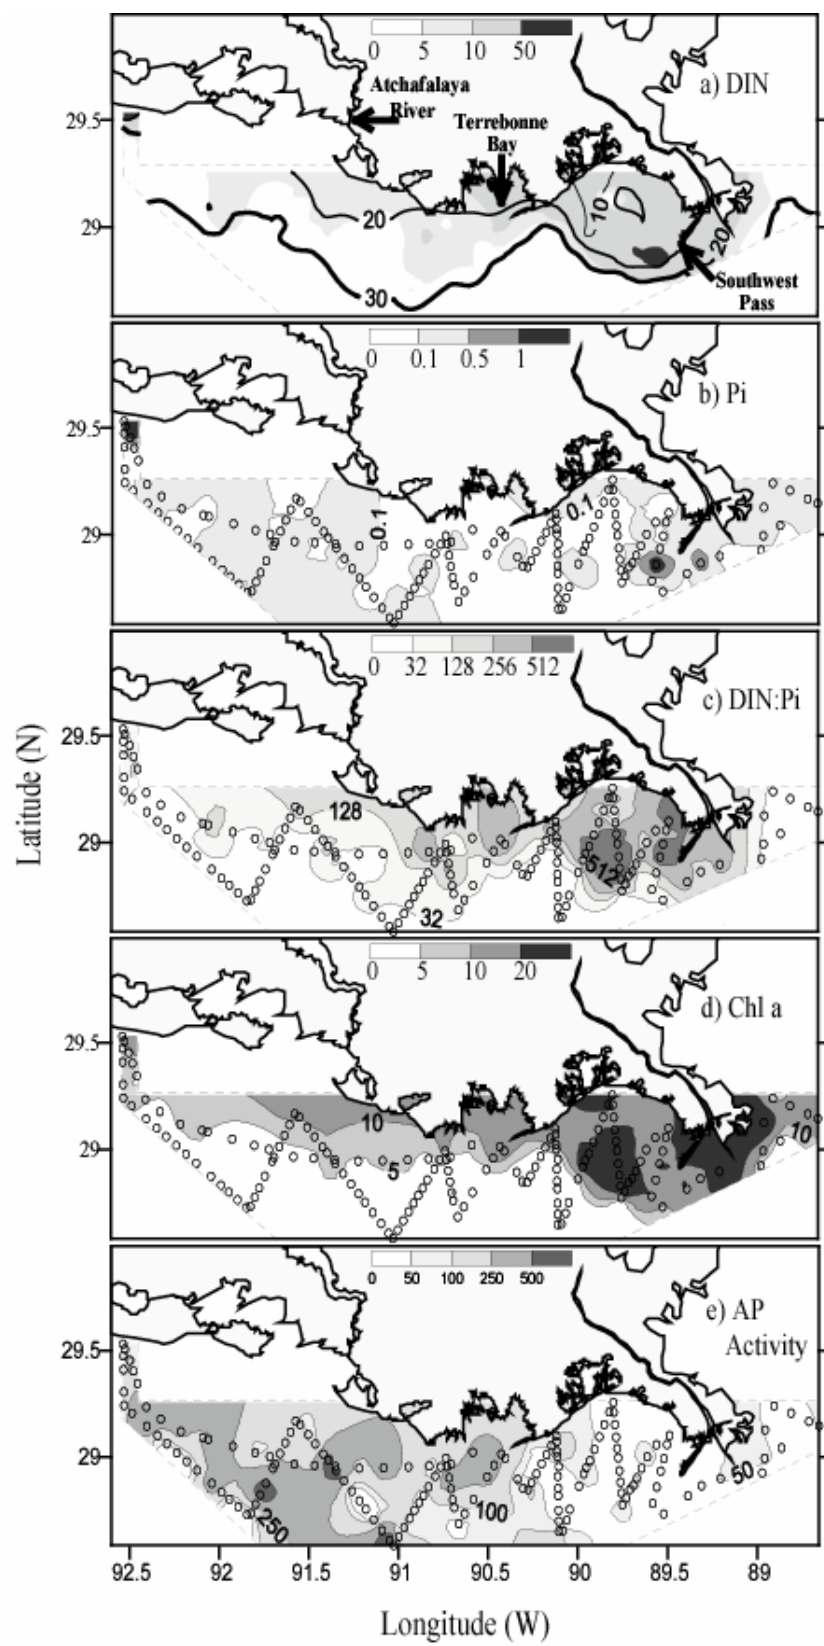 0 5 10 50
a) DIN
Atchafalaya
River
Terrebonne
Bay
29.5
10
29
20
20
30
Southwest
Pass
0 0.1 0.5 1
b) Pi
29.5
0.1
0.1
29
0 32 128 256 512
c) DIN:Pi
29.5
128
29
512
32
Latitude (N)
0 5 10 20
d) Chl a
29.5
10
10
29
5
0 50 100 250 500
e) AP
Activity
29.5
29
50
100
250
92.5 92 91.5 91 90.5 90 89.5 89
Longitude (W)